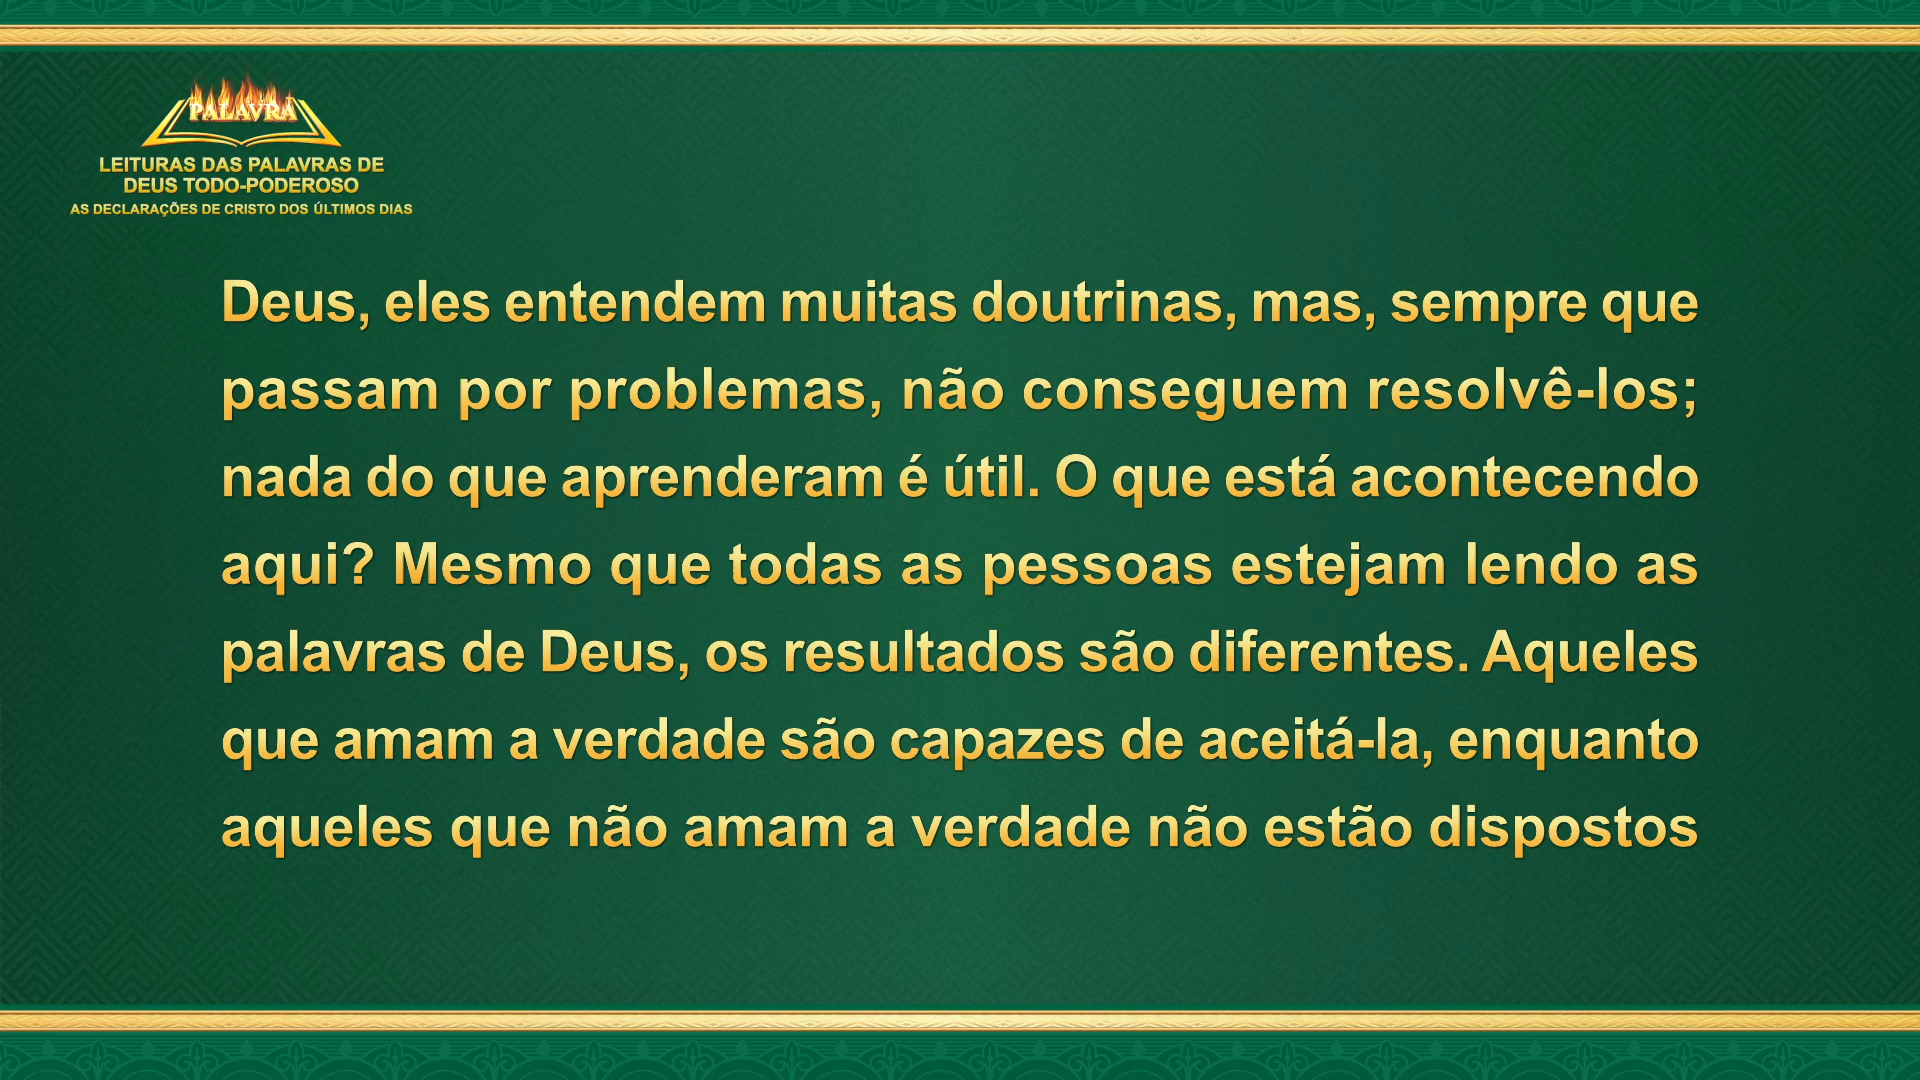 PALAVRA
LEITURAS DAS PALAVRAS DE
DEUS TODO-PODEROSO
AS DECLARAÇÕES DE CRISTO DOS ÚLTIMOS DIAS
Deus, eles entendem muitas doutrinas, mas, sempre que
passam por problemas, não conseguem resolvê-los;
nada do que aprenderam é útil. O que está acontecendo
aqui? Mesmo que todas as pessoas estejam lendo as
palavras de Deus, os resultados são diferentes. Aqueles
que amam a verdade são capazes de aceitá-la, enquanto
aqueles que não amam a verdade não estão dispostos